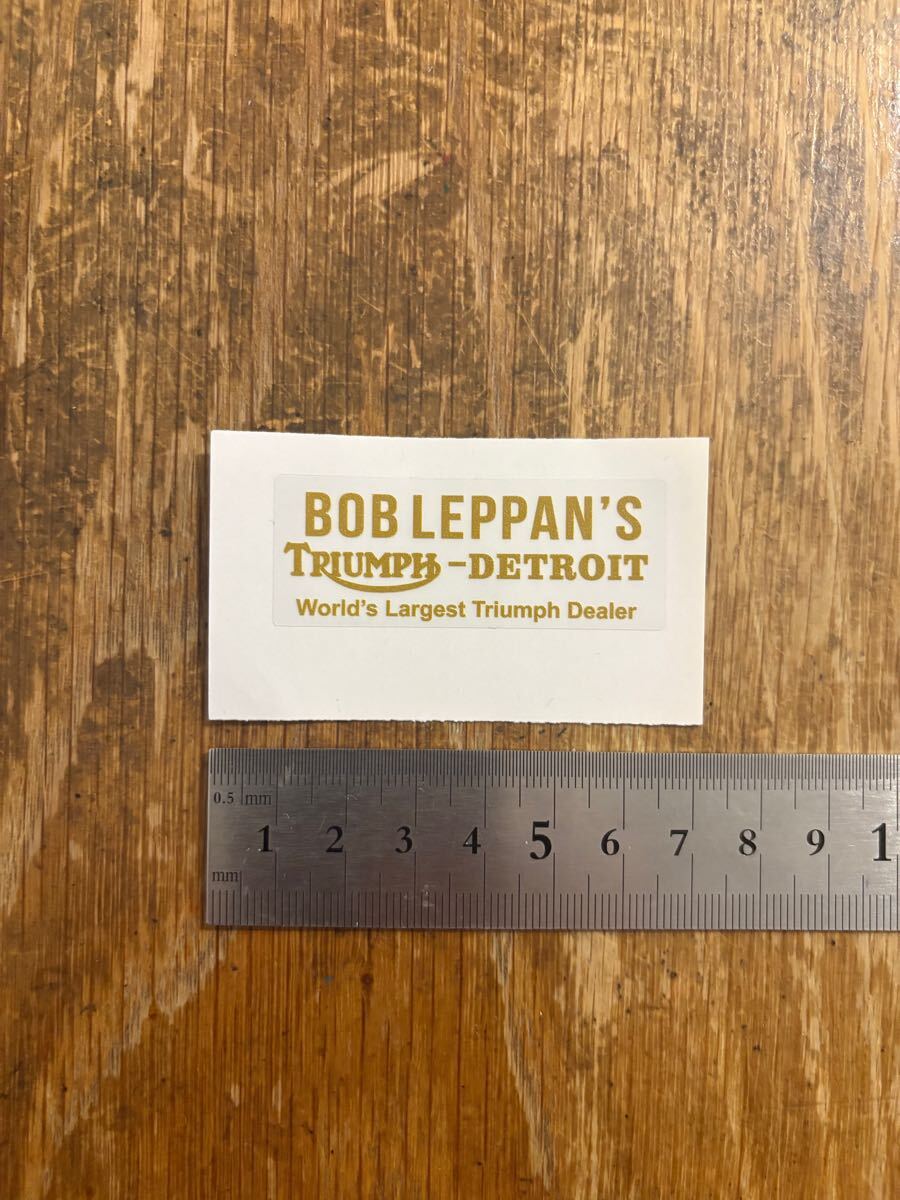 BOB LEPPAN'S
TRIUMPH-DETROIT
World's Largest Triumph Dealer
0.5 mm
1 2 3 4 5 6 7 8 9 1
mm